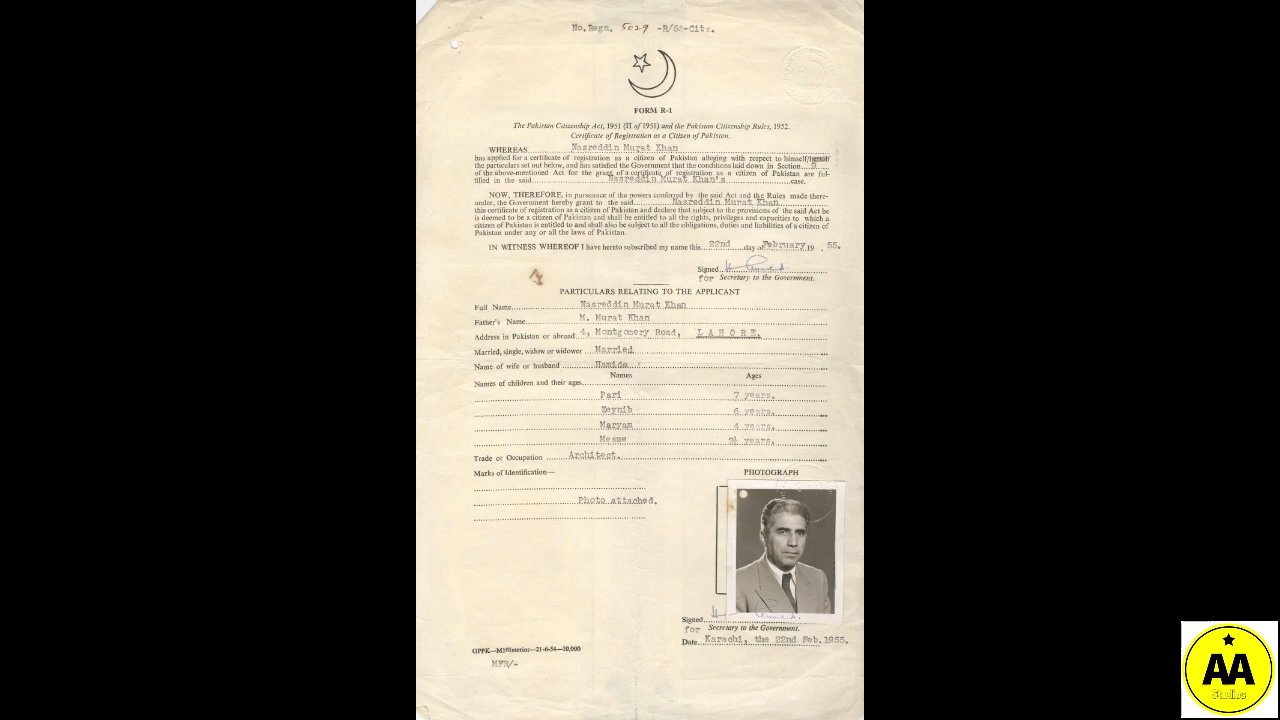 No.Regn. 5029 -R/56-Citz.
FORM R-1
The Pakistan Citizenship Act, 1951 (II of 1951) and the Pakistan Citizenship Rules, 1952.
Certificate of Registration as a Citizen of Pakistan.
WHEREAS Nasreddin Murat Khan
has applied for a certificate of registration as a citizen of Pakistan alleging with respect to himself/herself
the particulars set out below, and has satisfied the Government that the conditions laid down in Section 9
of the above-mentioned Act for the grant of a certificate of registration as a citizen of Pakistan are ful-
filled in the said Nasreddin Murat Khan's case.
NOW, THEREFORE, in pursuance of the powers conferred by the said Act and the Rules made there-
under, the Government hereby grant to the said Nasreddin Murat Khan
this certificate of registration as a citizen of Pakistan and declare that subject to the provisions of the said Act he
is deemed to be a citizen of Pakistan and shall be entitled to all the rights, privileges and capacities to which a
citizen of Pakistan is entitled to and shall also be subject to all the obligations, duties and liabilities of a citizen of
Pakistan under any or all the laws of Pakistan.
IN WITNESS WHEREOF I have hereto subscribed my name this 22nd day of February, 19 55.
Signed
for Secretary to the Government.
PARTICULARS RELATING TO THE APPLICANT
Full Name Nasreddin Murat Khan
Father's Name M. Murat Khan
Address in Pakistan or abroad 4, Montgomery Road, LAHORE.
Married, single, widow or widower Married
Name of wife or husband Hamida
Names Ages
Names of children and their ages
Pari 7 years.
Zeynib 6 years.
Maryam 4 years.
Mesme 2½ years.
Trade or Occupation Architect.
Marks of Identification—
PHOTOGRAPH
Photo attached.
Signed
for Secretary to the Government.
Date Karachi, the 22nd Feb.1955.
GPPK—M101Interior—21-6-54—10,000
MFR/-
AA
Studios